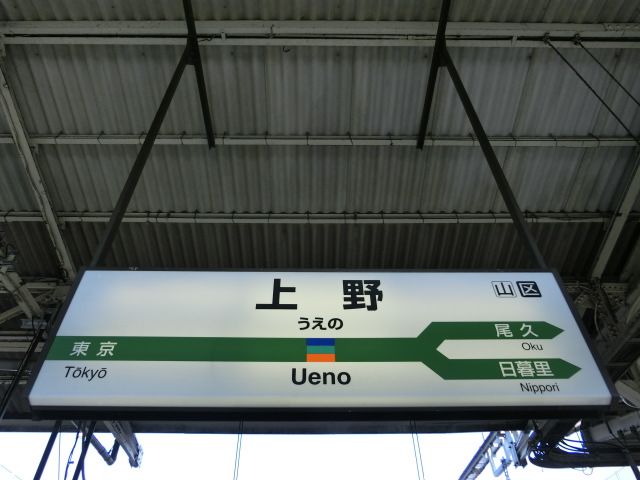 上野
山 区
うえの
東京
尾久
Tōkyō
Ueno
Oku
日暮里
Nippori